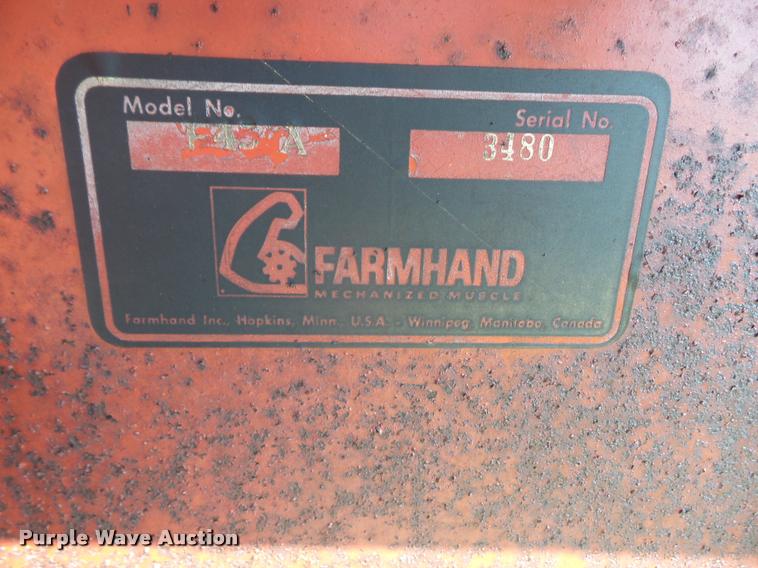 Model No.
Serial No.
3480
FARMHAND
MECHANIZED MUSCLE
Farmhand Inc., Hopkins, Minn. U.S.A. - Winnipeg, Manitoba, Canada
Purple Wave Auction